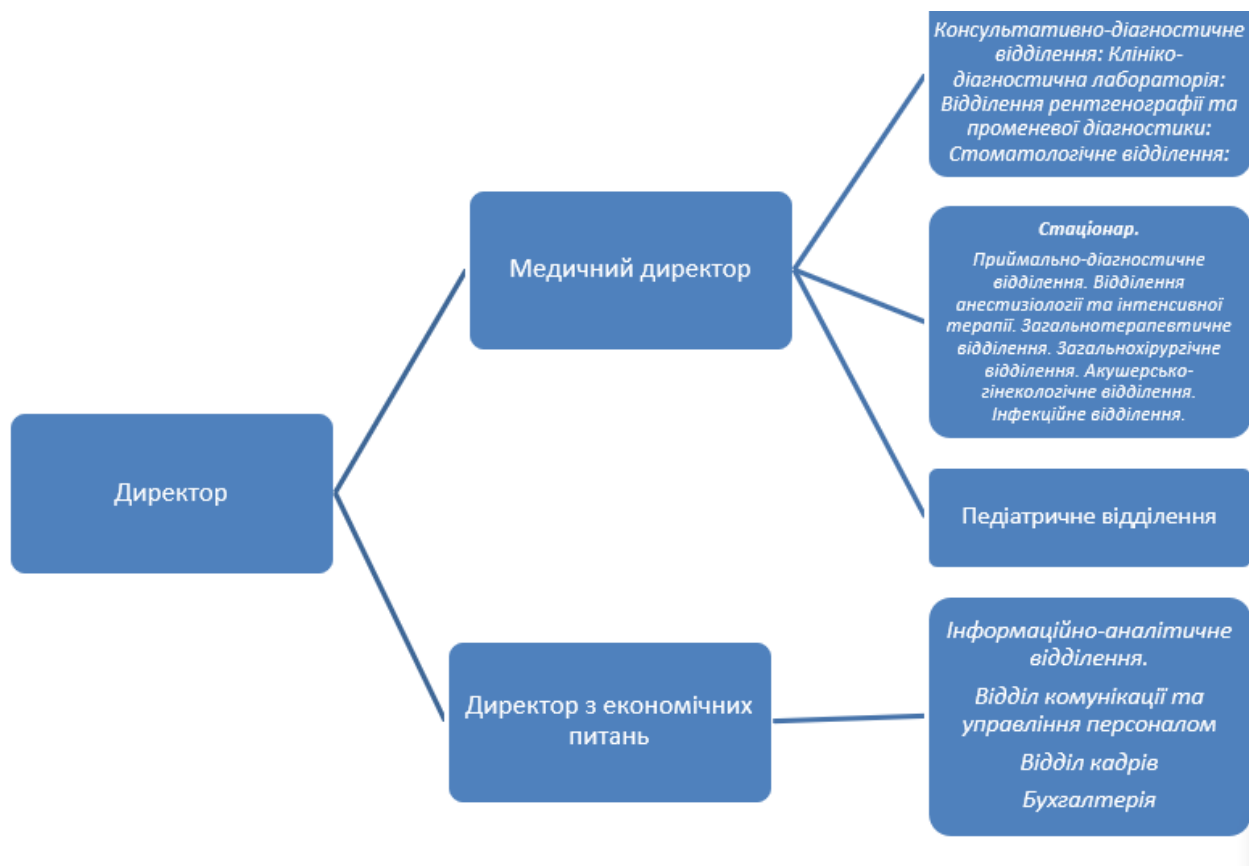 Консультативно-діагностичне
відділення: Клініко-
діагностична лабораторія:
Відділення рентгенографії та
променевої діагностики:
Стоматологічне відділення:
Медичний директор
Стаціонар.
Приймально-діагностичне
відділення. Відділення
анестизіології та інтенсивної
терапії. Загальнотерапевтичне
відділення. Загальнохірургічне
відділення. Акушерсько-
гінекологічне відділення.
Інфекційне відділення.
Директор
Педіатричне відділення
Директор з економічних
питань
Інформаційно-аналітичне
відділення.
Відділ комунікації та
управління персоналом
Відділ кадрів
Бухгалтерія